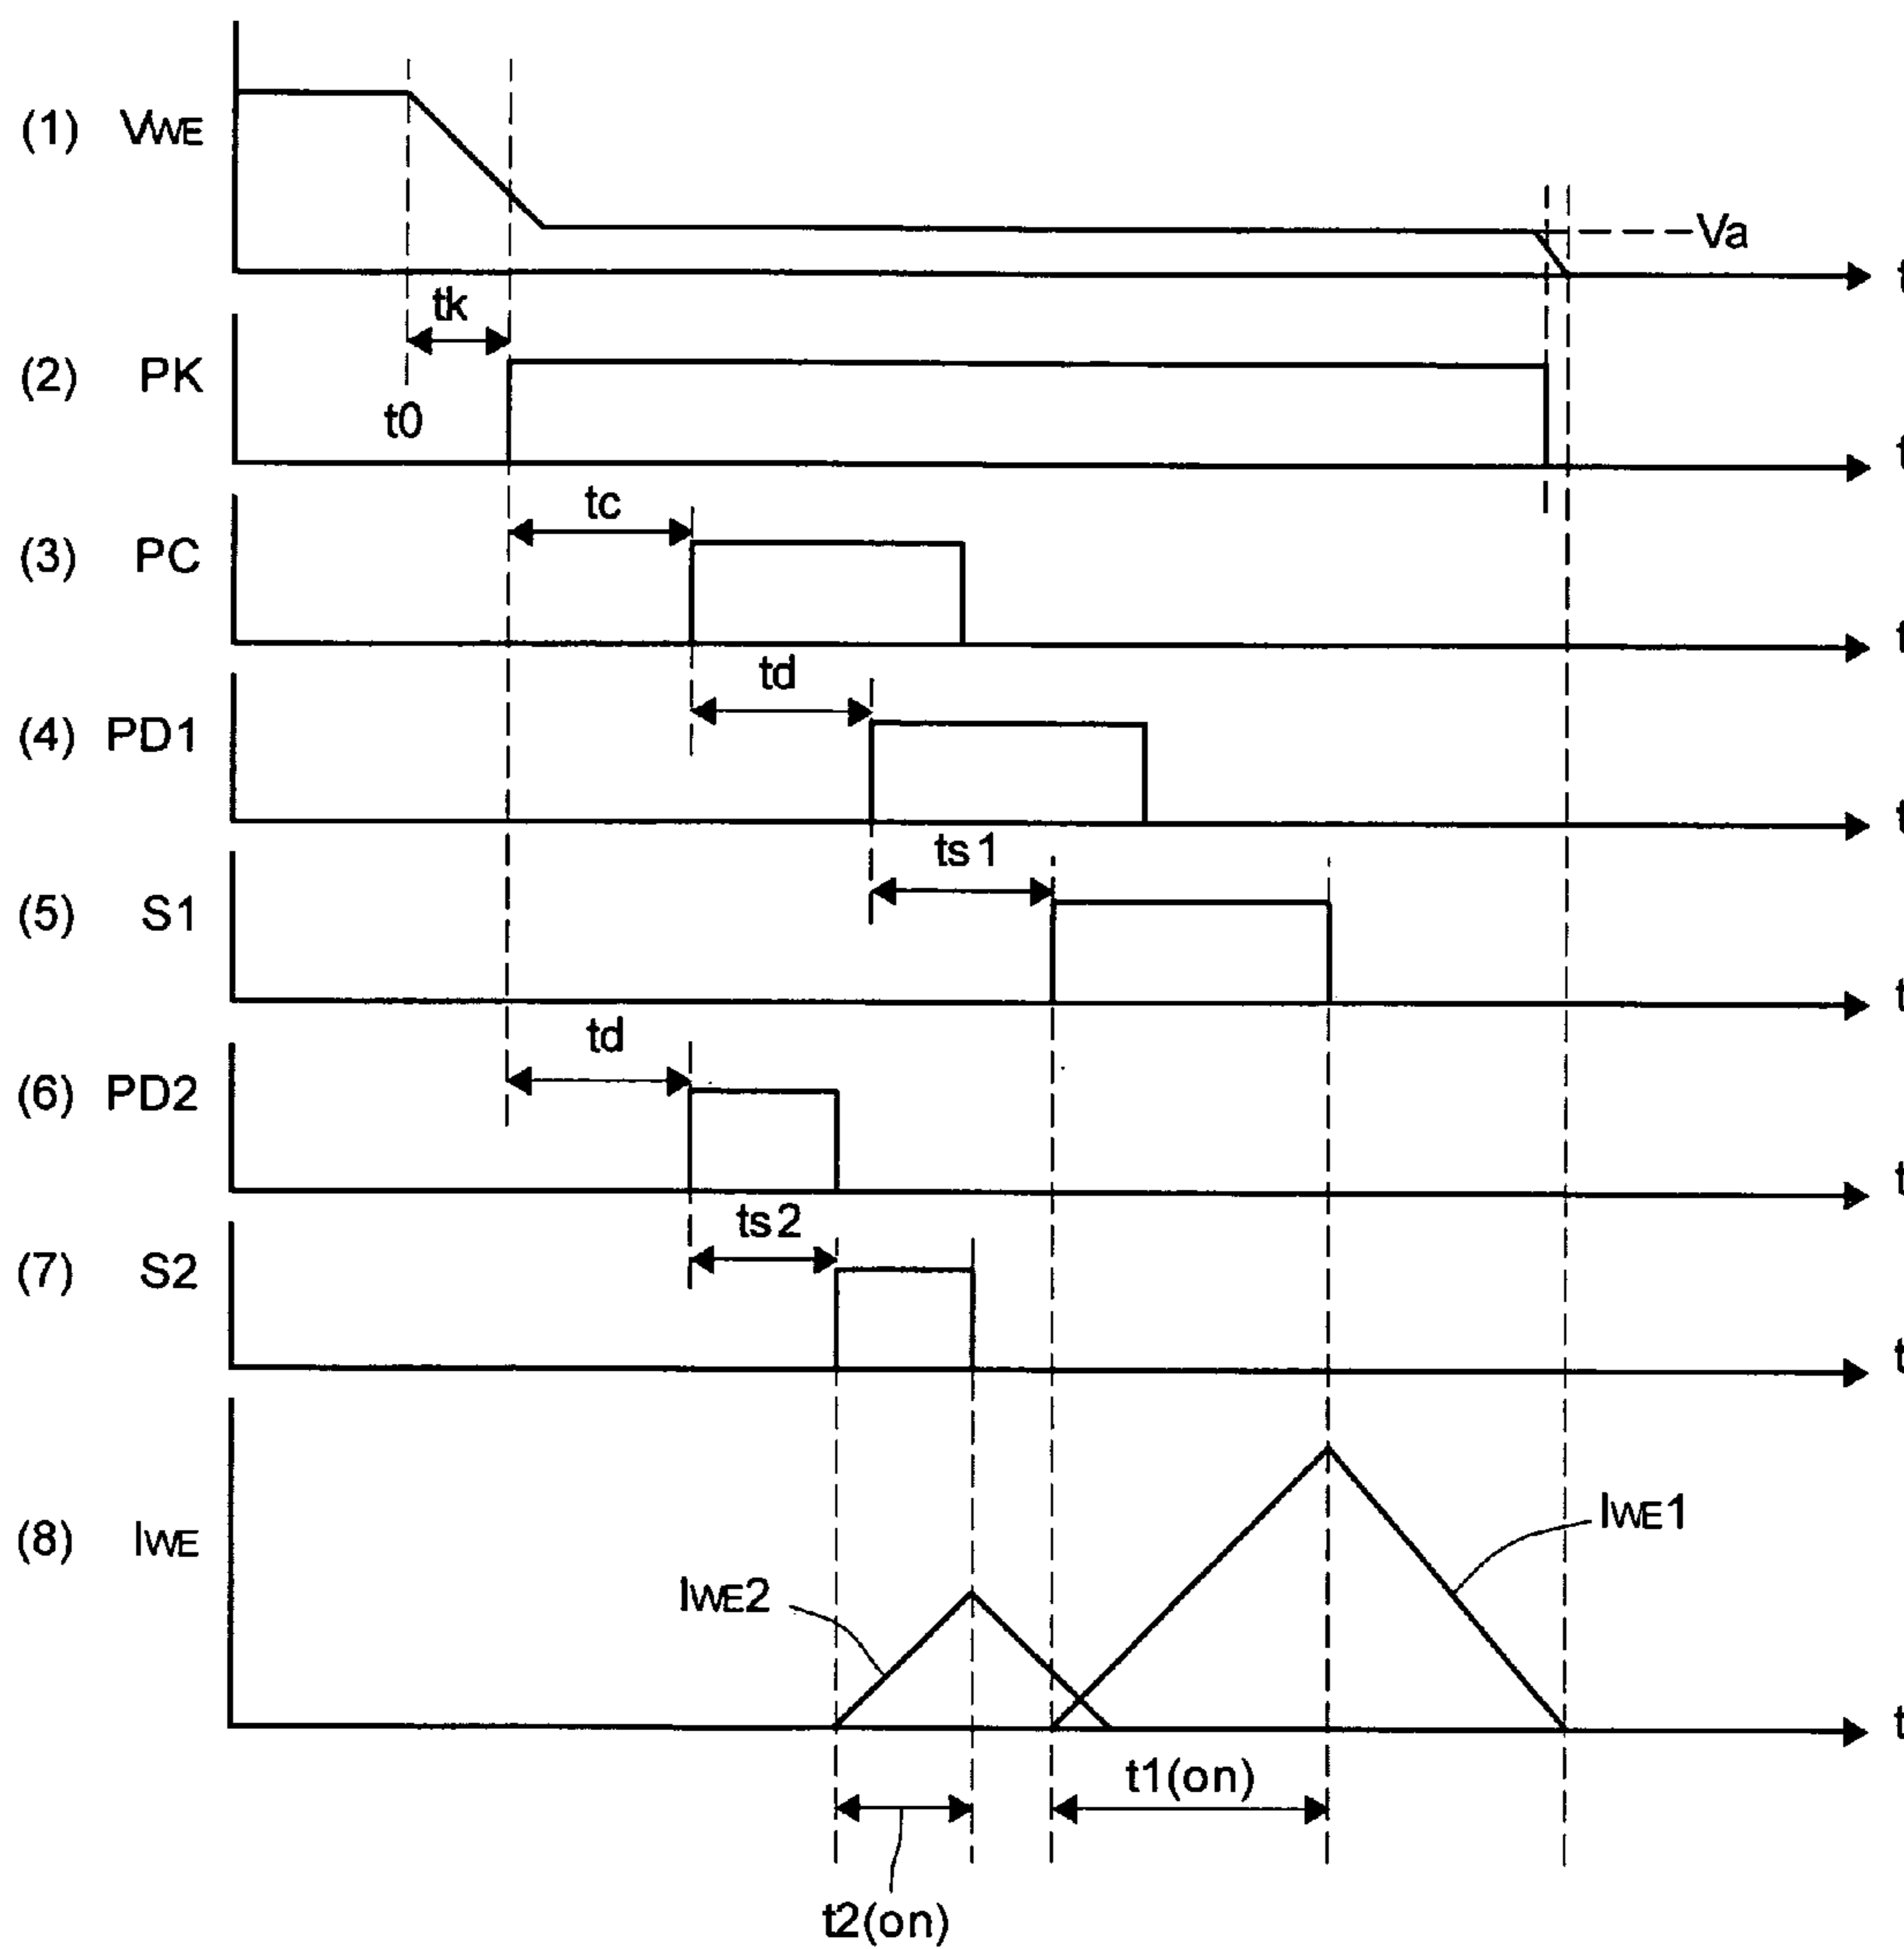 (1) VWE
Va
t
tk
(2) PK
t0
t
tc
(3) PC
t
td
(4) PD1
t
ts1
(5) S1
t
td
(6) PD2
t
ts2
(7) S2
t
IWE1
(8) IWE
IWE2
t
t1(on)
t2(on)